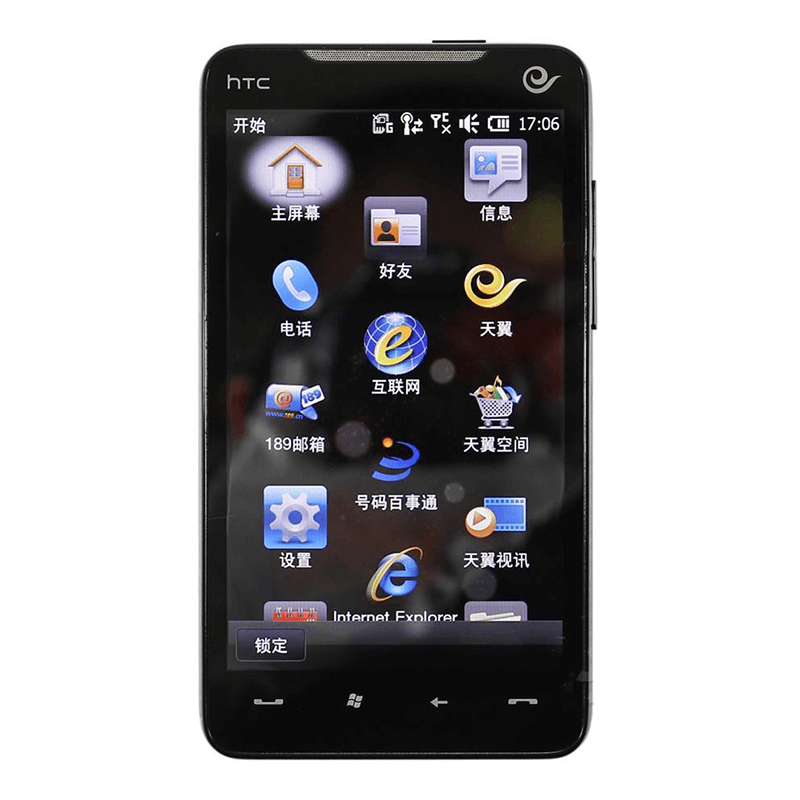 hTC
开始
17:06
主屏幕
信息
好友
电话
天翼
互联网
189邮箱
天翼空间
号码百事通
设置
天翼视讯
Internet Explorer
锁定